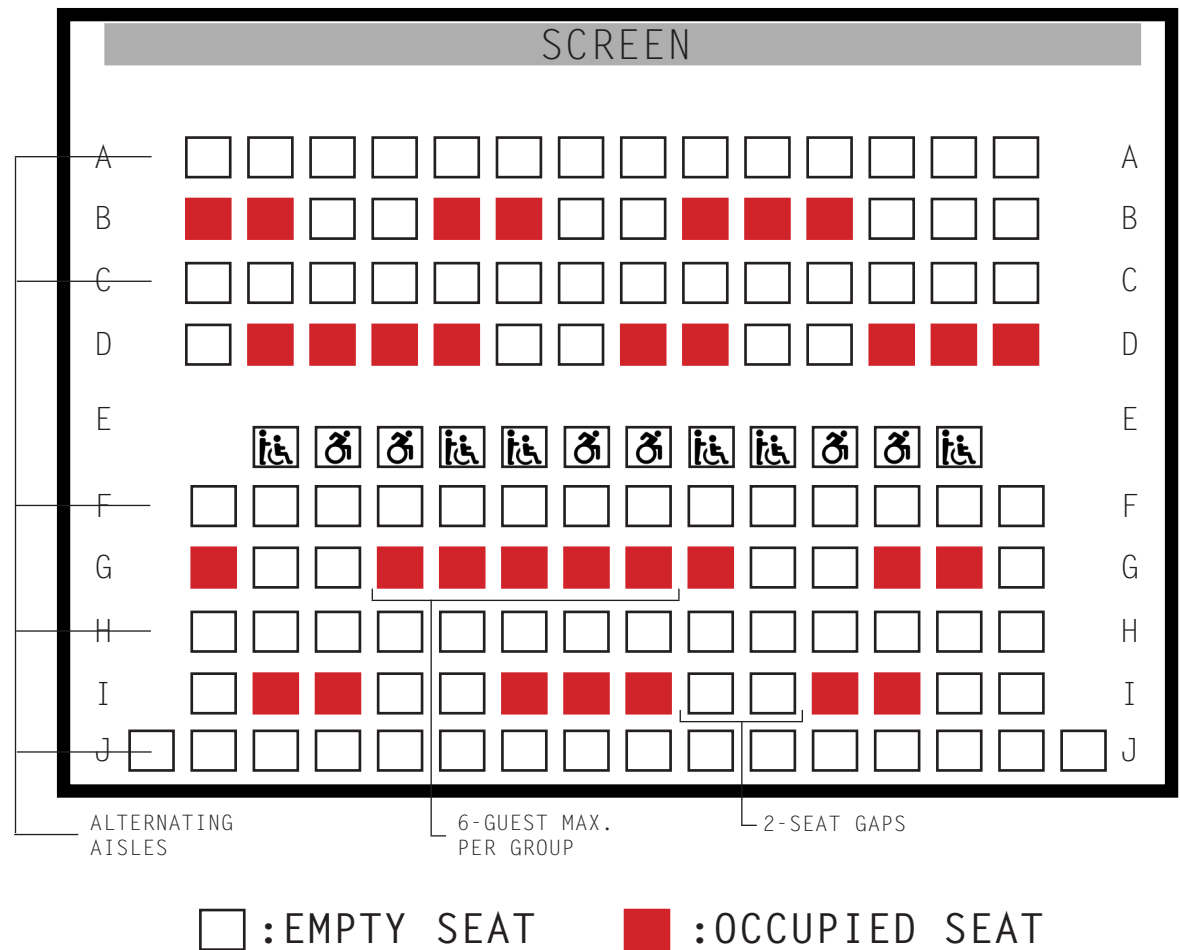 SCREEN
A A
B B
C C
D D
E E
F F
G G
H H
I I
J J
ALTERNATING
AISLES
6-GUEST MAX.
PER GROUP
2-SEAT GAPS
:EMPTY SEAT
:OCCUPIED SEAT